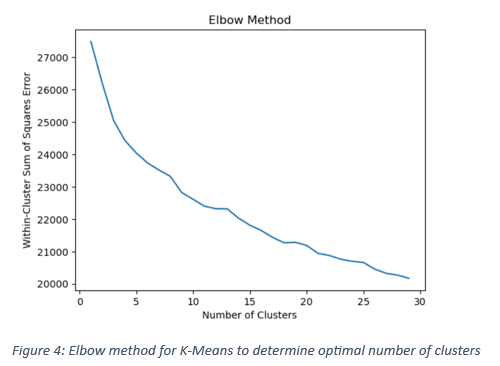 Elbow Method
Within-Cluster Sum of Squares Error
27000
26000
25000
24000
23000
22000
21000
20000
0 5 10 15 20 25 30
Number of Clusters
Figure 4: Elbow method for K-Means to determine optimal number of clusters